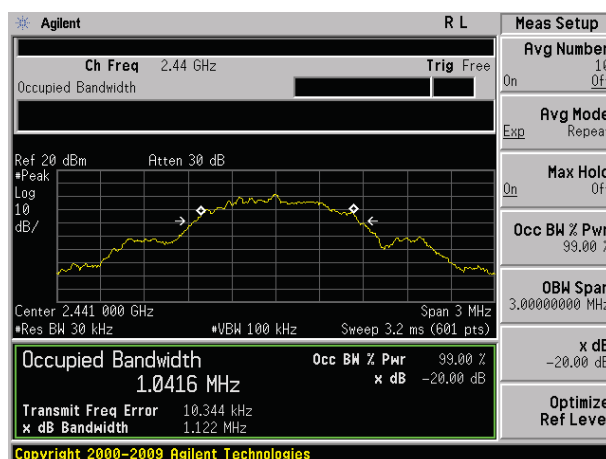 Agilent R L
Ch Freq 2.44 GHz Trig Free
Occupied Bandwidth
Ref 20 dBm Atten 30 dB
#Peak
Log
10
dB/
Center 2.441 000 GHz Span 3 MHz
#Res BW 30 kHz #VBW 100 kHz Sweep 3.2 ms (601 pts)
Occupied Bandwidth Occ BW % Pwr 99.00 %
1.0416 MHz x dB -20.00 dB
Transmit Freq Error 10.344 kHz
x dB Bandwidth 1.122 MHz
Copyright 2000-2009 Agilent Technologies
Meas Setup
Avg Number
10
On Off
Avg Mode
Exp Repeat
Max Hold
On Off
Occ BW % Pwr
99.00 %
OBW Span
3.00000000 MHz
x dB
-20.00 dB
Optimize
Ref Level